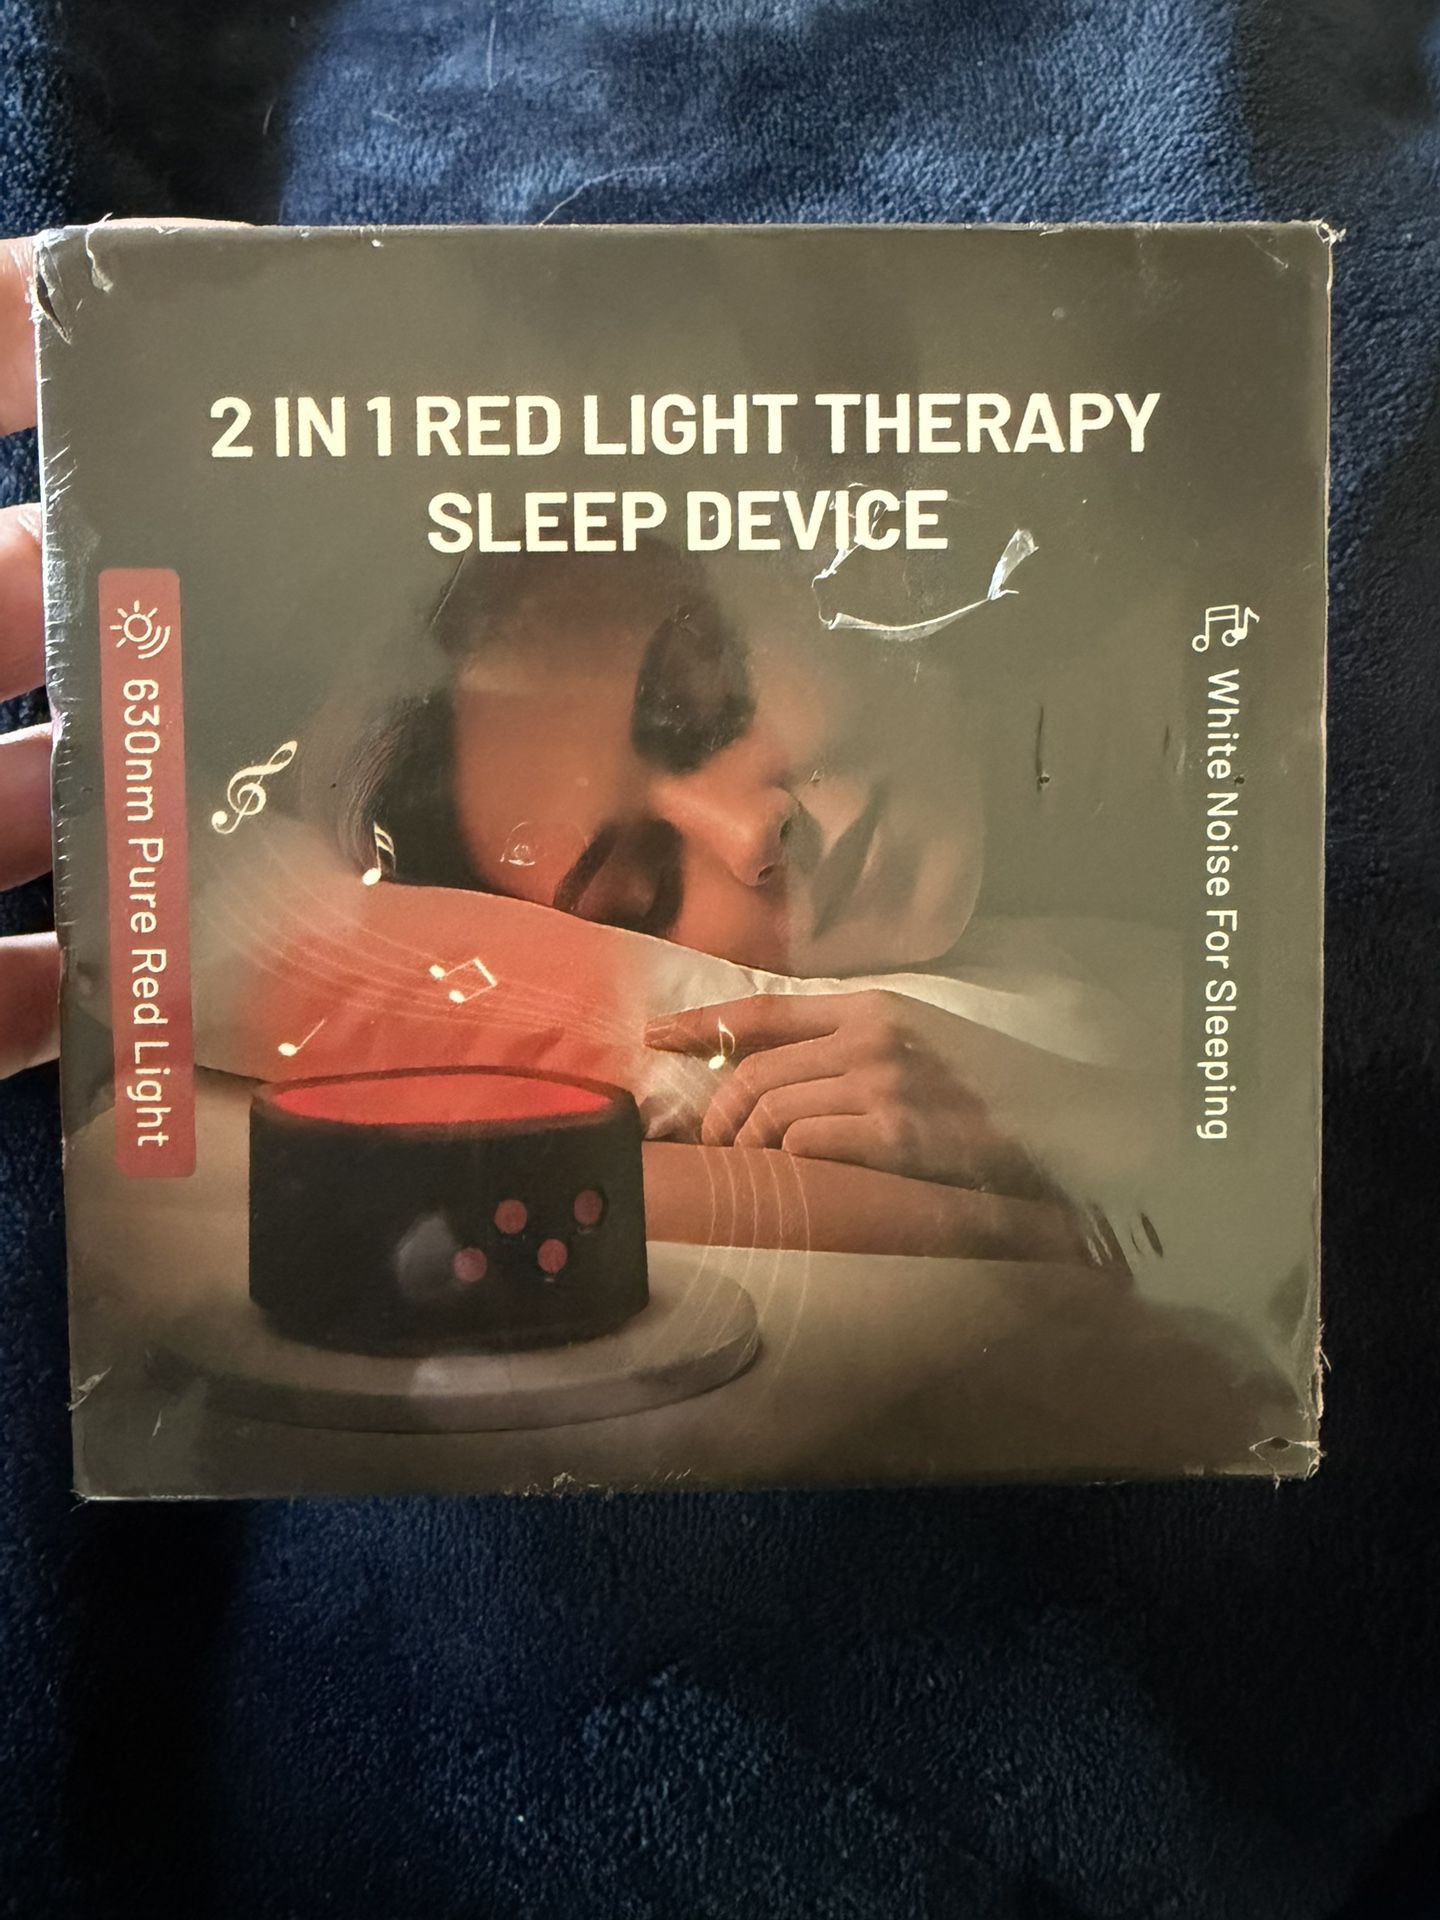 2 IN 1 RED LIGHT THERAPY
SLEEP DEVICE
630nm Pure Red Light
White Noise For Sleeping